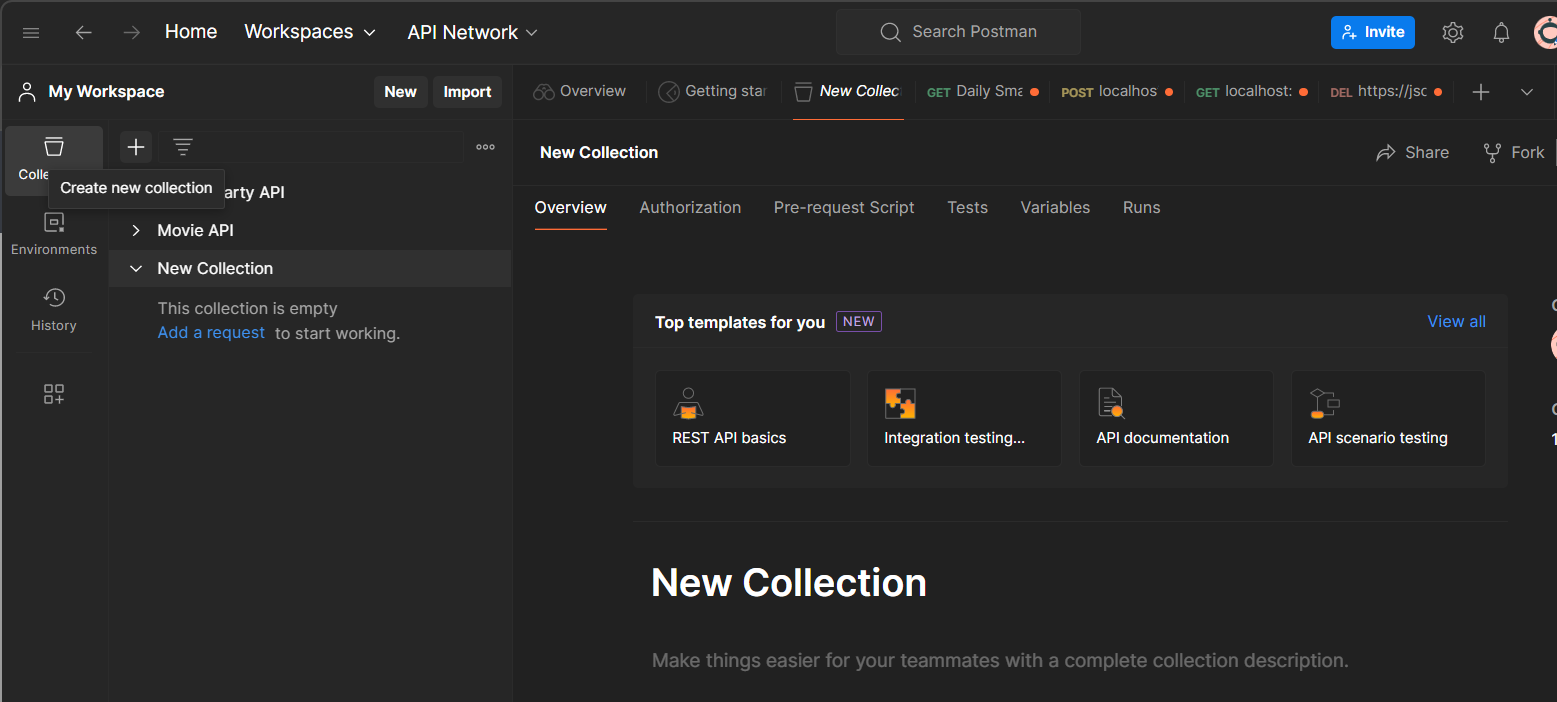 Home Workspaces API Network Search Postman Invite
My Workspace New Import
Overview Getting star New Collec GET Daily Sma POST localhos GET localhost: DEL https://jsc
Colle
Create new collection
arty API
Environments
Movie API
New Collection
This collection is empty
Add a request to start working.
History
New Collection Share Fork
Overview Authorization Pre-request Script Tests Variables Runs
Top templates for you NEW View all
REST API basics Integration testing... API documentation API scenario testing
New Collection
Make things easier for your teammates with a complete collection description.